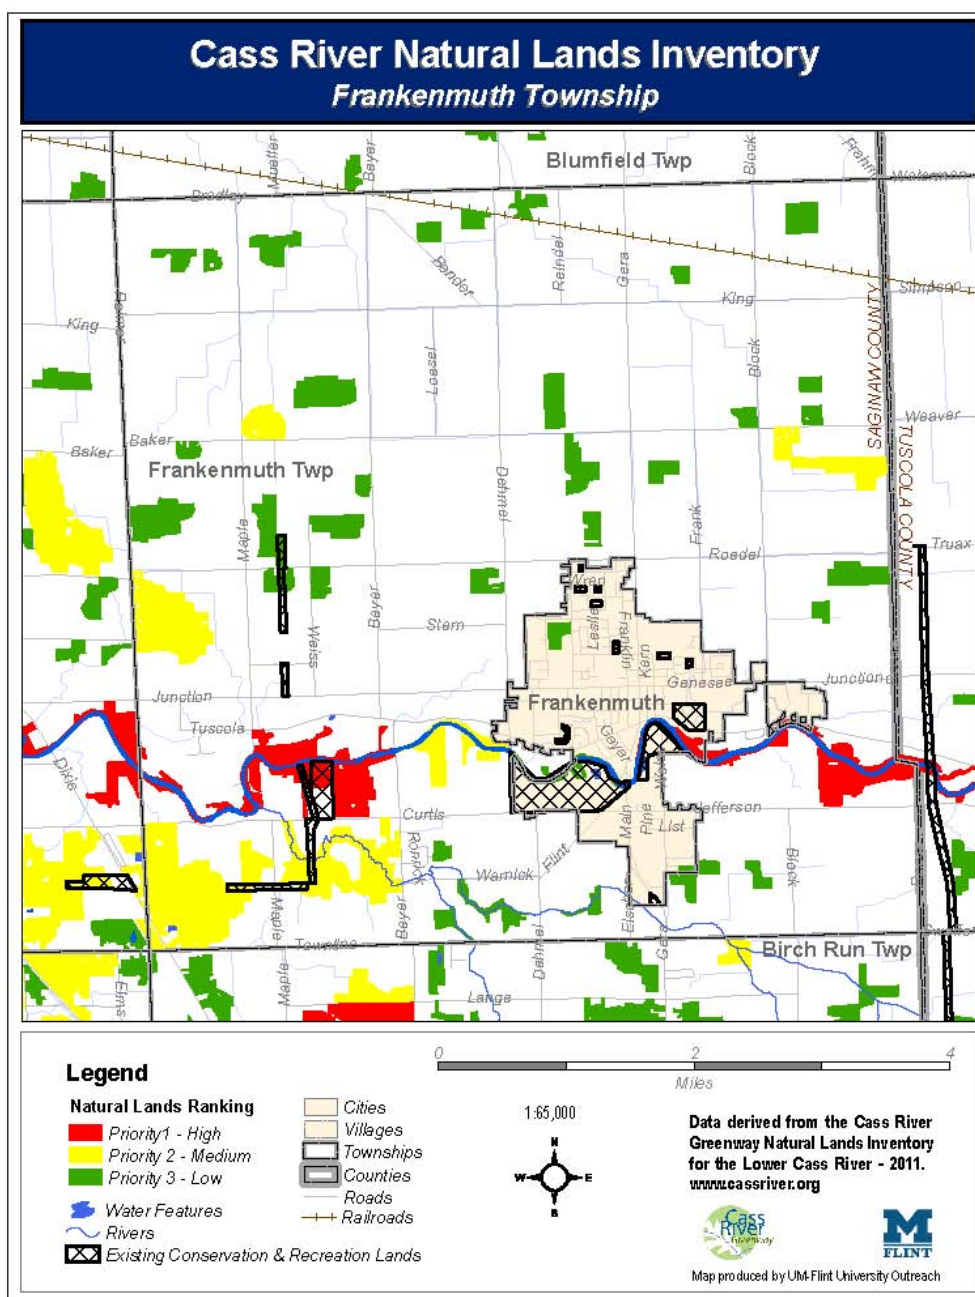 Cass River Natural Lands Inventory
Frankenmuth Township
Blumfield Twp
Mueller
Beyer
Block
Frahm
Waterman
Bradley
Bender
Reindel
Gera
King
Simpson
SAGINAW COUNTY
King
Loesel
Block
Weaver
Baker
Baker
Frankenmuth Twp
TUSCOLA COUNTY
Dehmel
Maple
Frank
Roedel
Truax
Wren
Leslie
Franklin
Kern
Weiss
Beyer
Stern
Junction
Genesee
Junction
Frankenmuth
Tuscola
Geyer
Dixie
Curtis
Main
Pine
Jefferson
List
Flint
Warnick
Block
Maple
Beyer
Townline
Dehmel
Gera
Birch Run Twp
Elms
Maple
Lange
Legend
0 2 4
Miles
Natural Lands Ranking
Priority1 - High
Priority 2 - Medium
Priority 3 - Low
Water Features
Rivers
Existing Conservation & Recreation Lands
Cities
Villages
Townships
Counties
Roads
Railroads
1:65,000
N
W E
S
Data derived from the Cass River
Greenway Natural Lands Inventory
for the Lower Cass River - 2011.
www.cassriver.org
Cass
River
Greenway
M
FLINT
Map produced by UM-Flint University Outreach